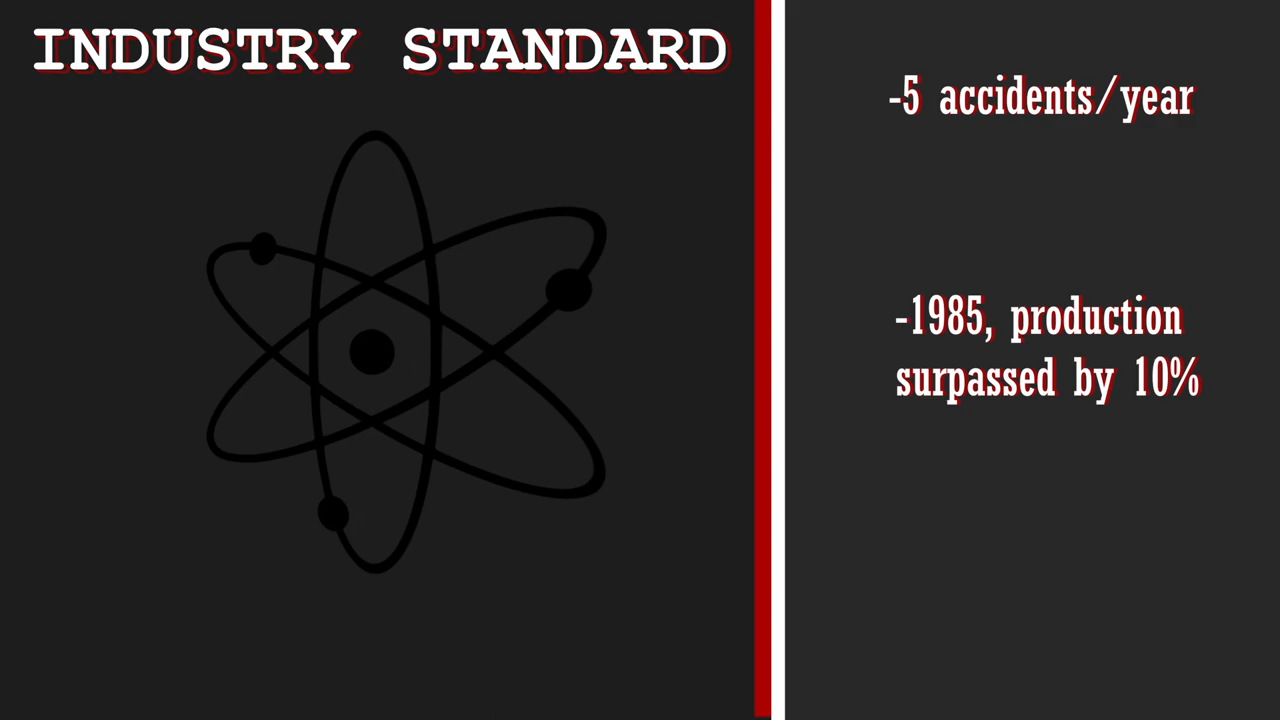 INDUSTRY STANDARD
-5 accidents/year
-1985, production
surpassed by 10%